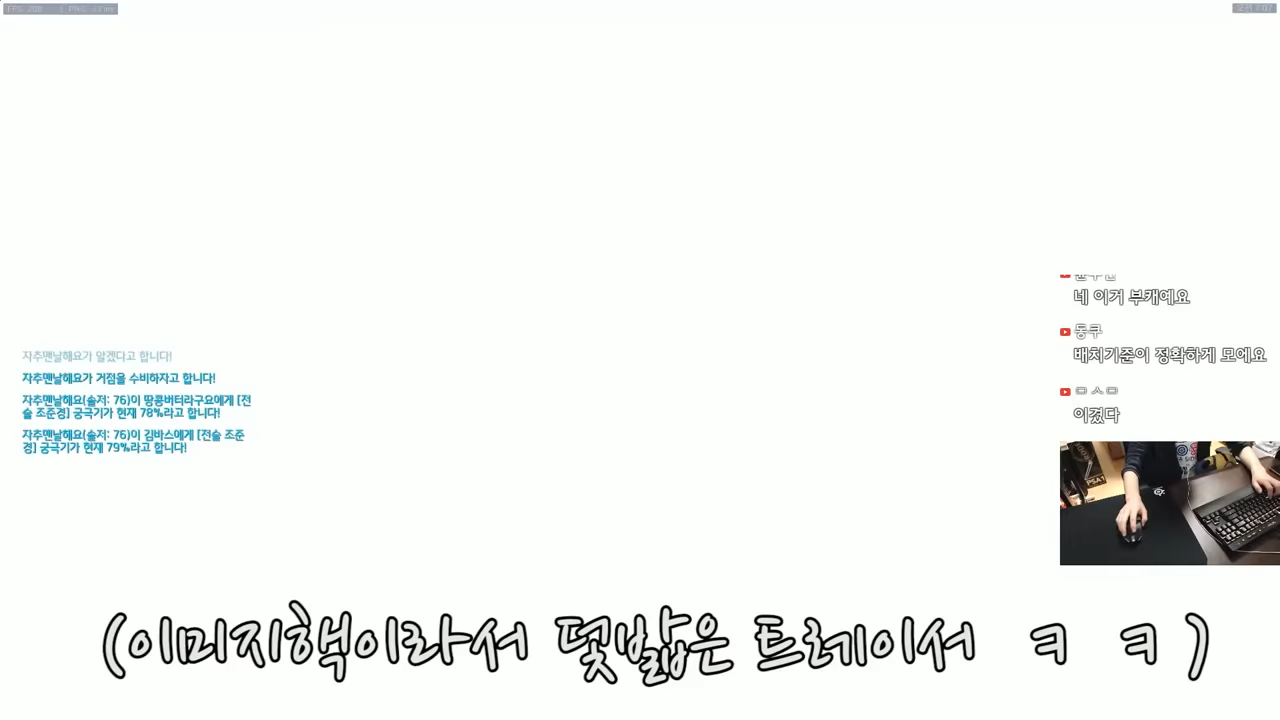 자추맨날해요가 알겠다고 합니다!
자추맨날해요가 거점을 수비하자고 합니다!
자추맨날해요(솔저: 76)이 땅콩버터라구요에게 [전
술 조준경] 궁극기가 현재 78%라고 합니다!
자추맨날해요(솔저: 76)이 김바스에게 [전술 조준
경] 궁극기가 현재 79%라고 합니다!
네 이거 부캐예요
동쿠
배치기준이 정확하게 모에요
ㅁㅅㅁ
이겼다
(이미지핵이라서 덫밟은 트레이서 ㅋ ㅋ)